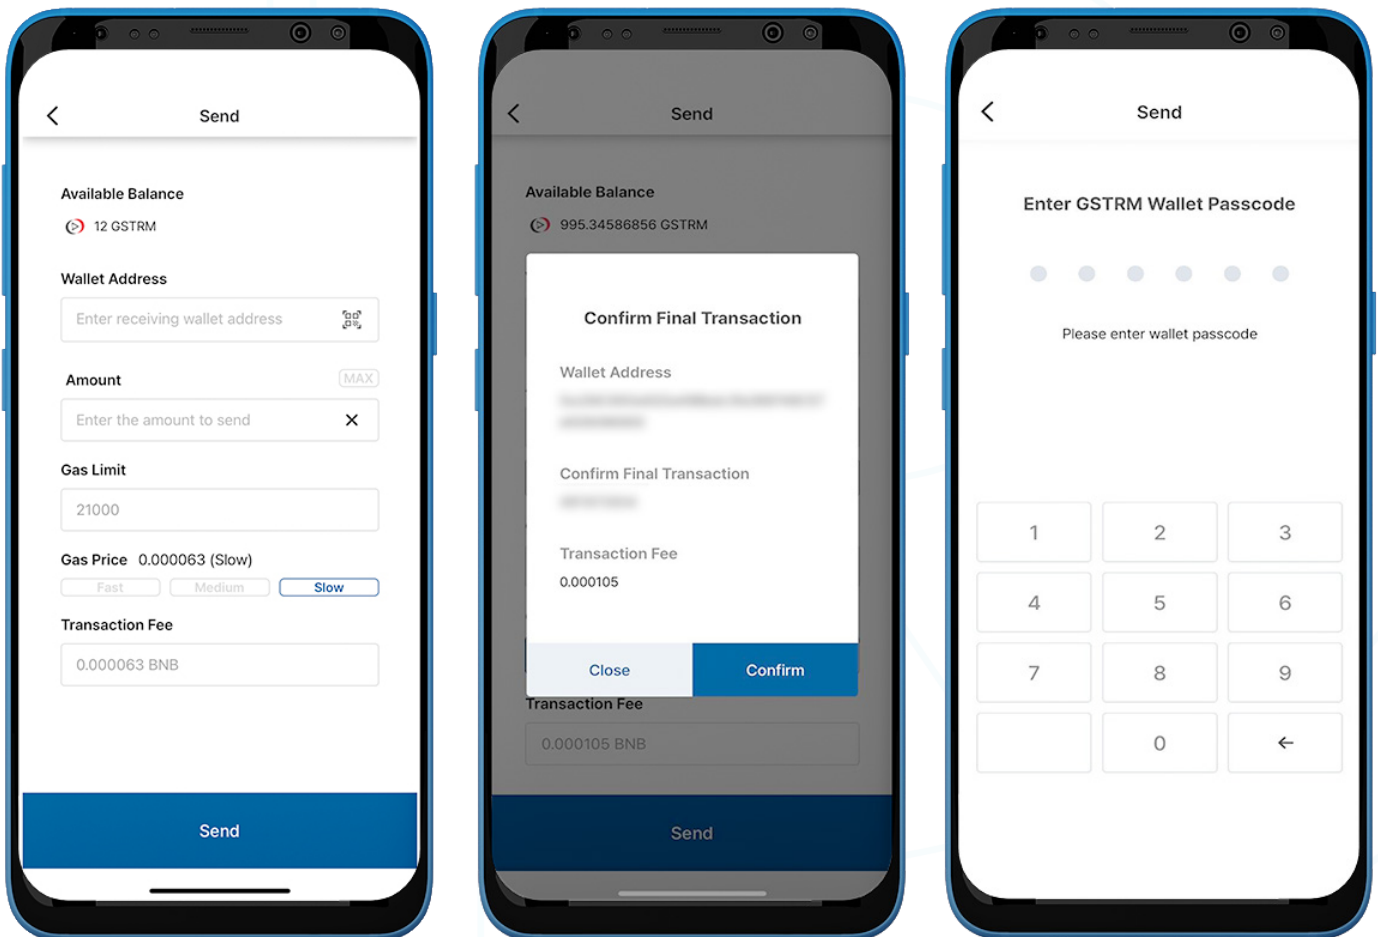 Send
Available Balance
12 GSTRM
Wallet Address
Enter receiving wallet address
Amount
MAX
Enter the amount to send
Gas Limit
21000
Gas Price 0.000063 (Slow)
Fast Medium Slow
Transaction Fee
0.000063 BNB
Send
Send
Available Balance
995.34586856 GSTRM
Confirm Final Transaction
Wallet Address
Confirm Final Transaction
Transaction Fee
0.000105
Close Confirm
Transaction Fee
0.000105 BNB
Send
Send
Enter GSTRM Wallet Passcode
Please enter wallet passcode
1 2 3
4 5 6
7 8 9
0